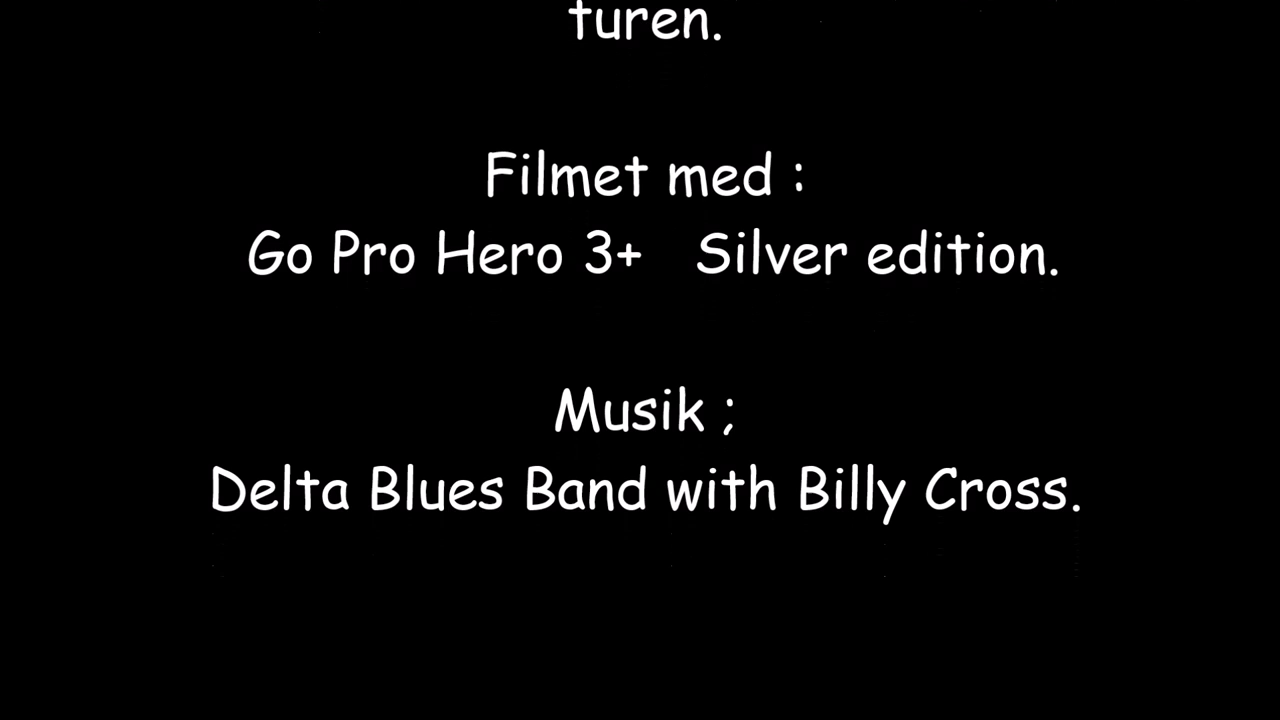 turen.
Filmet med :
Go Pro Hero 3+   Silver edition.
Musik ;
Delta Blues Band with Billy Cross.